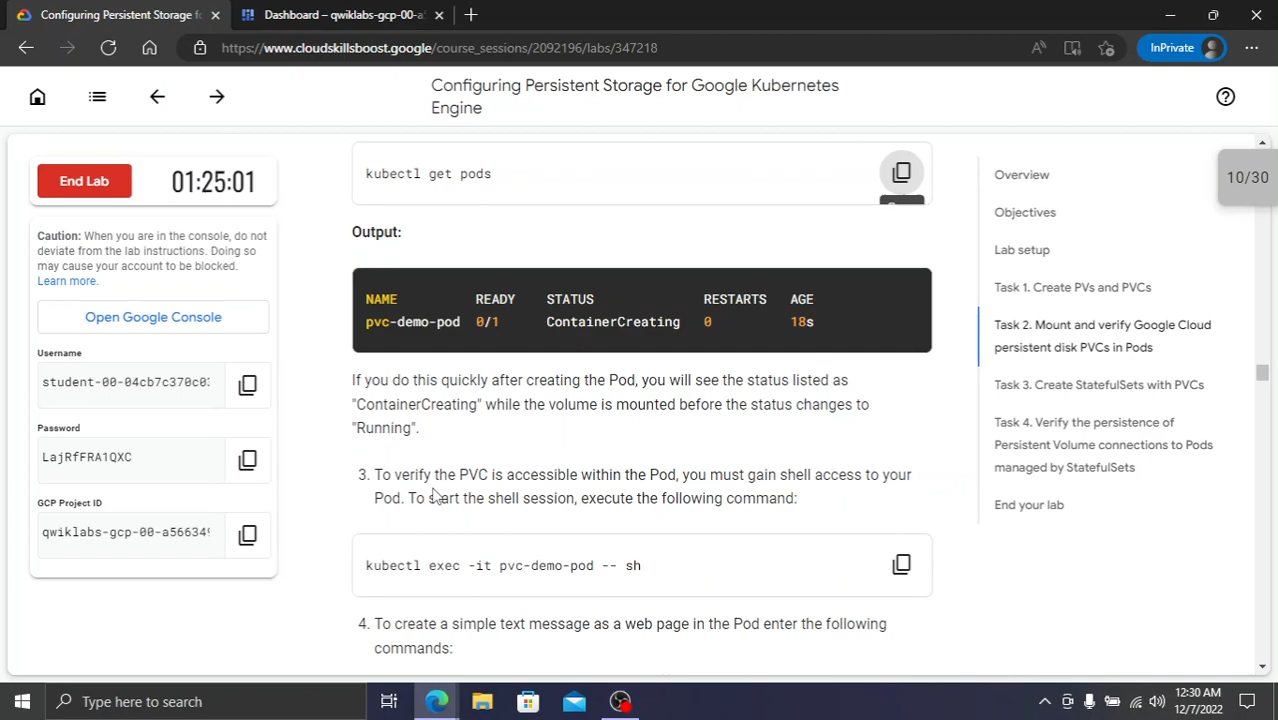 Configuring Persistent Storage fo
Dashboard – qwiklabs-gcp-00-a5
https://www.cloudskillsboost.google/course_sessions/2092196/labs/347218
InPrivate
Configuring Persistent Storage for Google Kubernetes
Engine
End Lab
01:25:01
Caution: When you are in the console, do not
deviate from the lab instructions. Doing so
may cause your account to be blocked.
Learn more.
Open Google Console
Username
student-00-04cb7c370c03
Password
LajRfFRA1QXC
GCP Project ID
qwiklabs-gcp-00-a566349
kubectl get pods
Output:
NAME READY STATUS RESTARTS AGE
pvc-demo-pod 0/1 ContainerCreating 0 18s
If you do this quickly after creating the Pod, you will see the status listed as
"ContainerCreating" while the volume is mounted before the status changes to
"Running".
3. To verify the PVC is accessible within the Pod, you must gain shell access to your
Pod. To start the shell session, execute the following command:
kubectl exec -it pvc-demo-pod -- sh
4. To create a simple text message as a web page in the Pod enter the following
commands:
Overview
Objectives
Lab setup
Task 1. Create PVs and PVCs
Task 2. Mount and verify Google Cloud
persistent disk PVCs in Pods
Task 3. Create StatefulSets with PVCs
Task 4. Verify the persistence of
Persistent Volume connections to Pods
managed by StatefulSets
End your lab
10/30
Type here to search
12:30 AM
12/7/2022